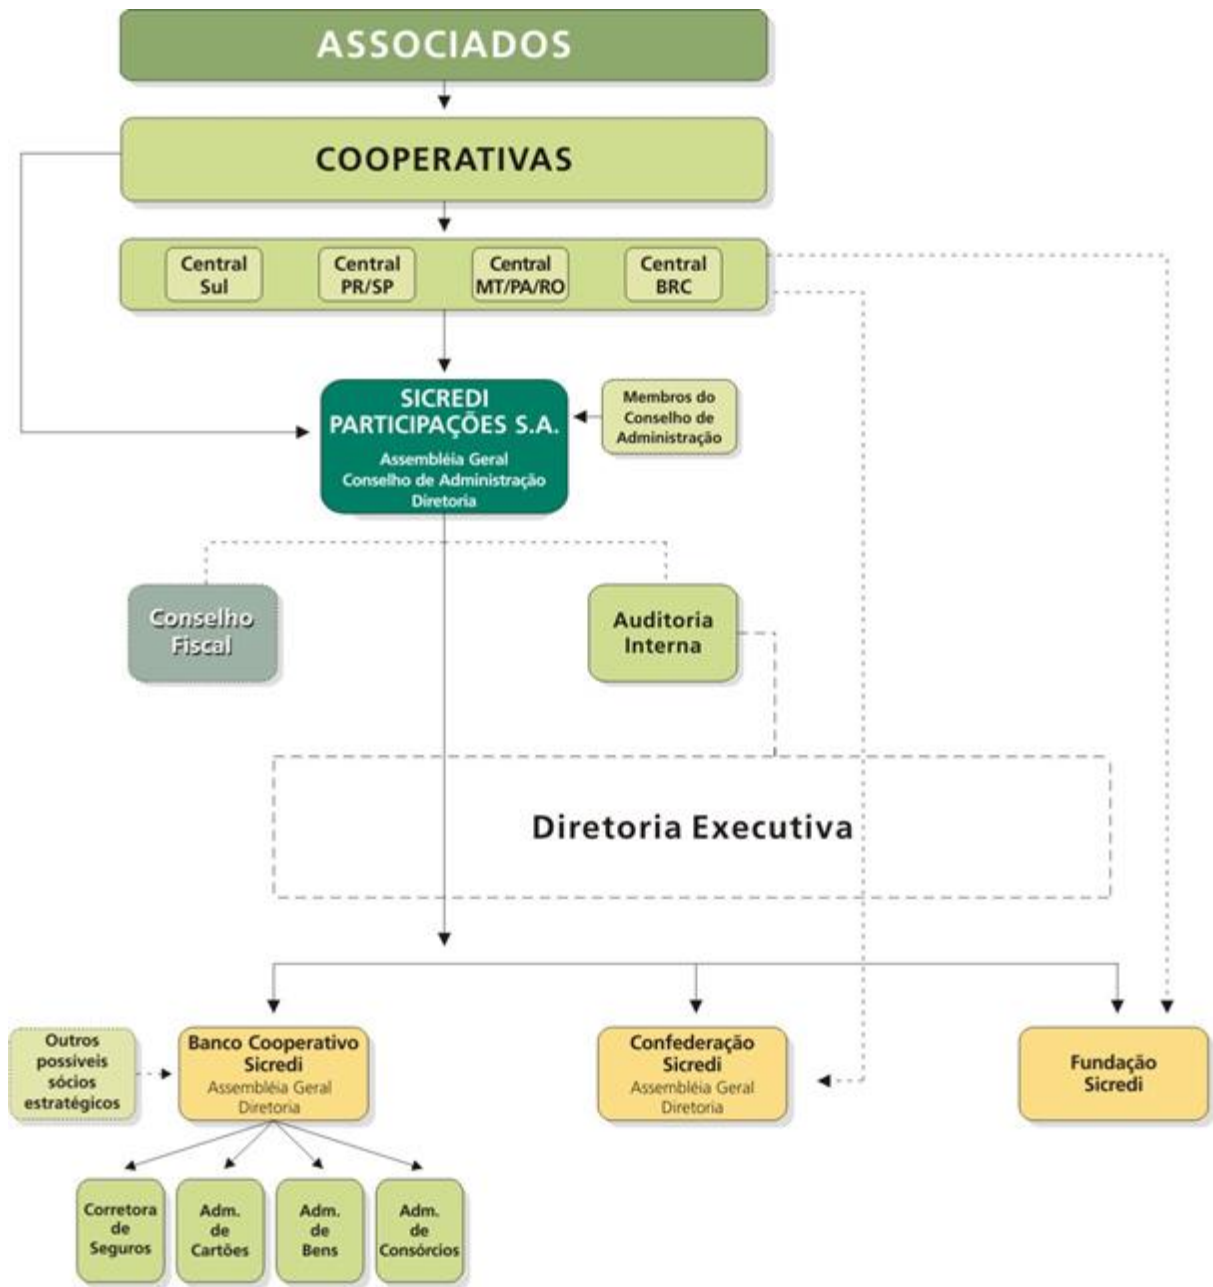 ASSOCIADOS
COOPERATIVAS
Central
Sul
Central
PR/SP
Central
MT/PA/RO
Central
BRC
SICREDI
PARTICIPAÇÕES S.A.
Assembléia Geral
Conselho de Administração
Diretoria
Membros do
Conselho de
Administração
Conselho
Fiscal
Auditoria
Interna
Diretoria Executiva
Outros
possíveis
sócios
estratégicos
Banco Cooperativo
Sicredi
Assembléia Geral
Diretoria
Confederação
Sicredi
Assembléia Geral
Diretoria
Fundação
Sicredi
Corretora
de
Seguros
Adm.
de
Cartões
Adm.
de
Bens
Adm.
de
Consórcios